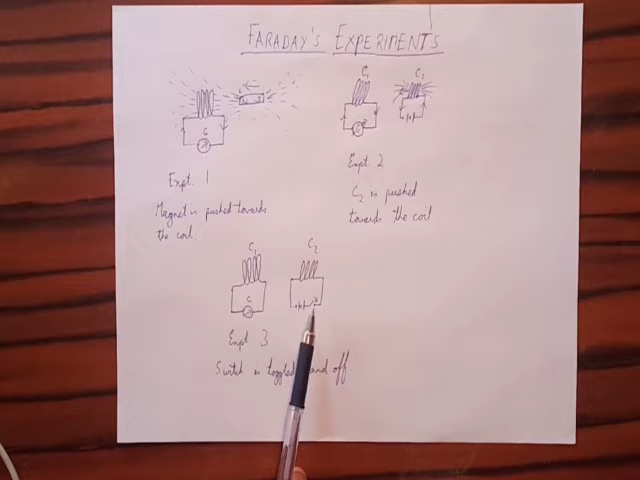 FARADAY'S EXPERIMENTS
G
Expt. 1
Magnet is pushed towards
the coil.
C1 C2
G
Expt. 2
C2 is pushed
towards the coil
C1 C2
G
Expt 3
Switch is toggled and off